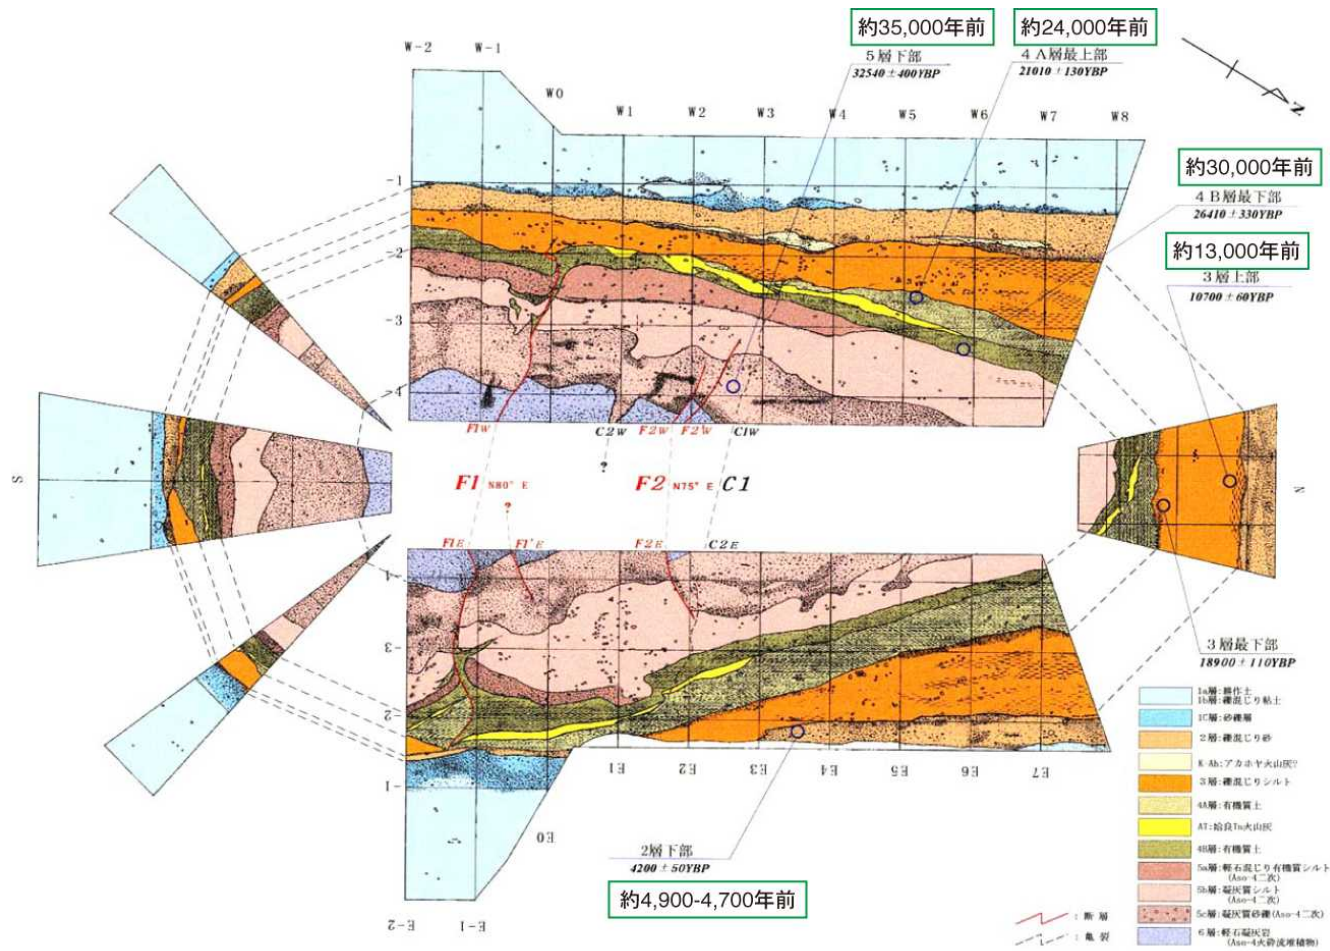 約35,000年前
約24,000年前
5層下部
32540±400YBP
4A層最上部
21010±130YBP
W-2
W-1
W0
W1
W2
W3
W4
W5
W6
W7
W8
N
約30,000年前
4B層最下部
26410±330YBP
約13,000年前
3層上部
10700±60YBP
-1
-2
-3
-4
F1W
C2W
F2W
F2W
C1W
?
S
F1 N80°E
F2 N75°E
C1
N
?
F1E
F1'E
F2E
C2E
3-
2-
1-
3層最下部
18900±110YBP
E1
E2
E3
E4
E5
E6
E7
E0
E-1
E-2
2層下部
4200±50YBP
約4,900-4,700年前
1a層:耕作土
1b層:礫混じり粘土
1C層:砂礫層
2層:礫混じり砂
K-Ah:アカホヤ火山灰?
3層:礫混じりシルト
4A層:有機質土
AT:姶良Tn火山灰
4B層:有機質土
5a層:軽石混じり有機質シルト
(Aso-4二次)
5b層:凝灰質シルト
(Aso-4二次)
5c層:凝灰質砂礫(Aso-4二次)
6層:軽石凝灰岩
(Aso-4火砕流堆積物)
:断層
:亀裂